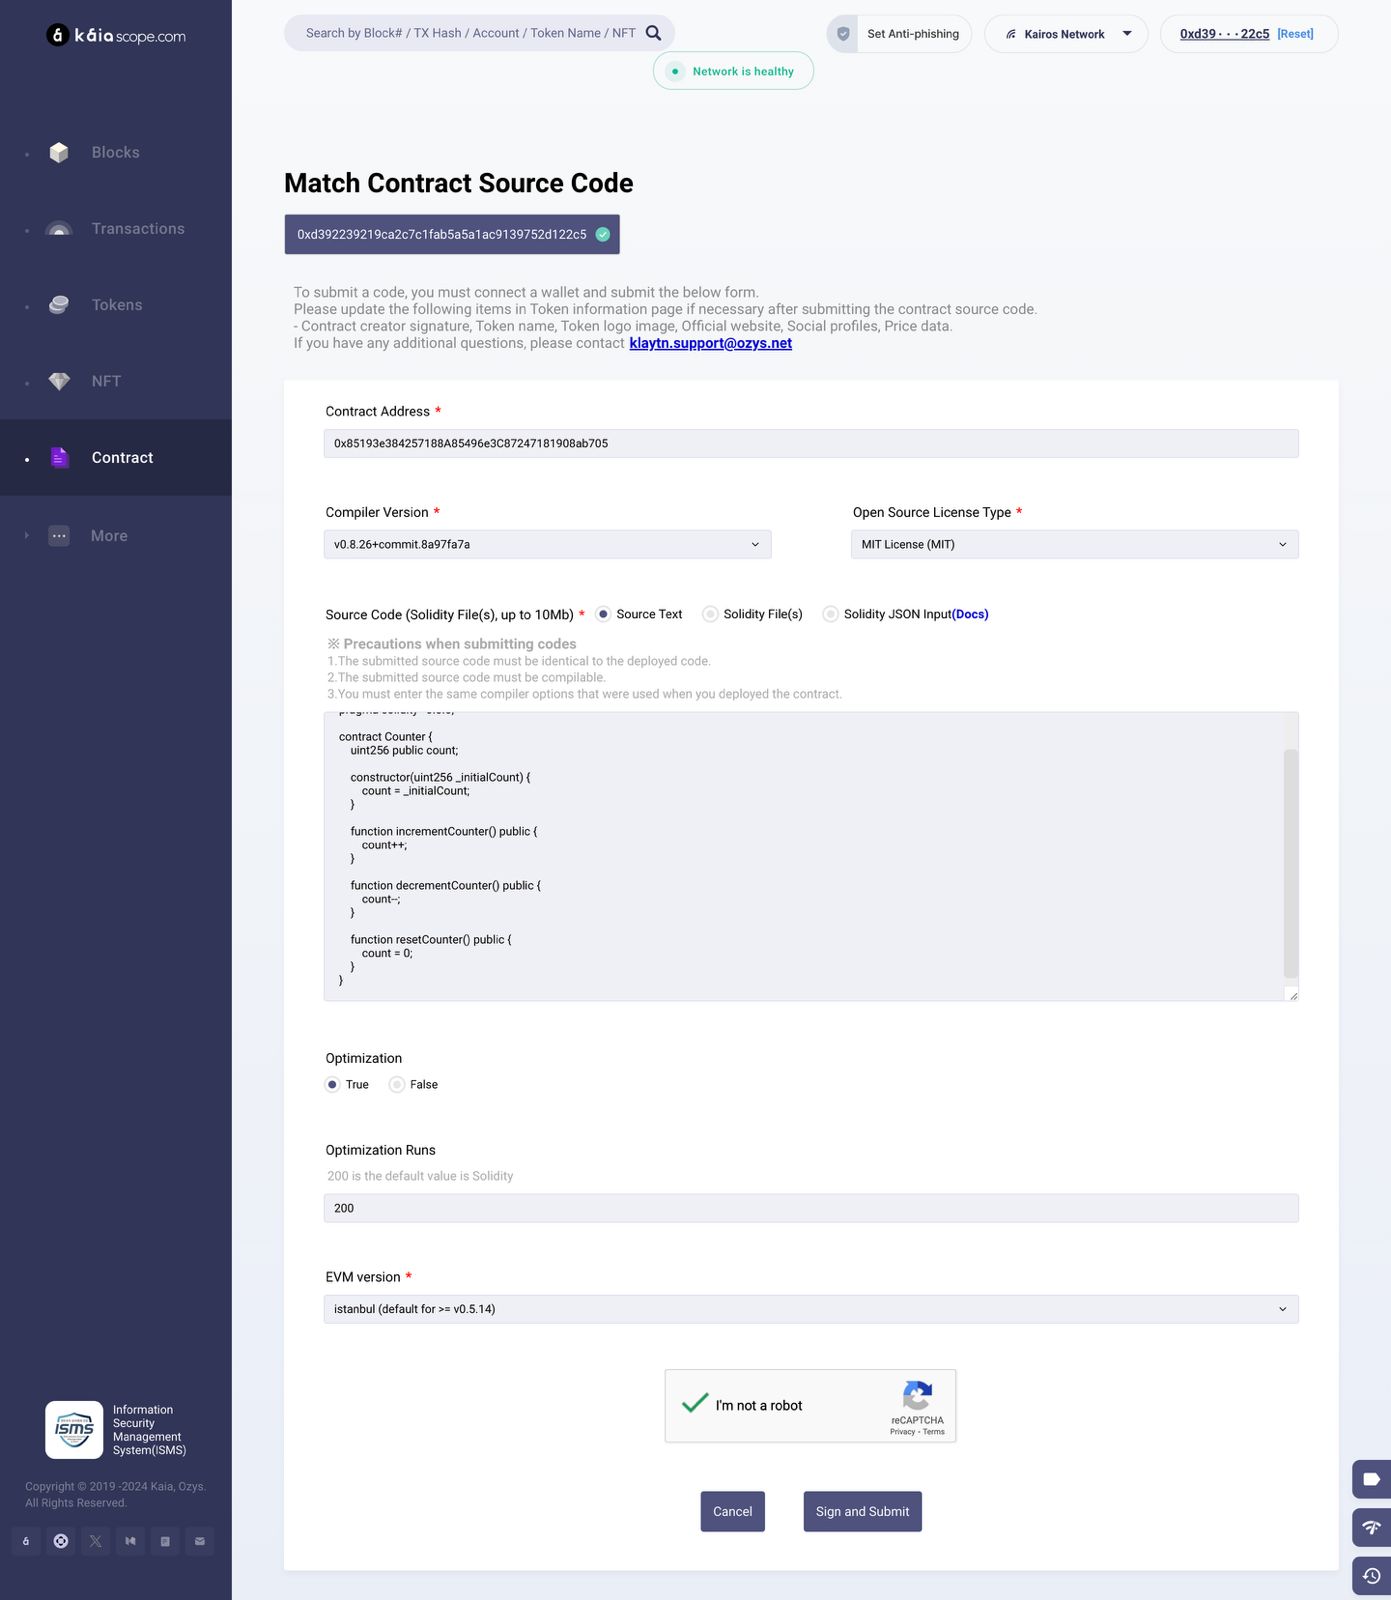 káiascope.com
Search by Block# / TX Hash / Account / Token Name / NFT
Set Anti-phishing
Kairos Network
0xd39···22c5 [Reset]
Network is healthy
Blocks
Transactions
Tokens
NFT
Contract
More
Match Contract Source Code
0xd392239219ca2c7c1fab5a5a1ac9139752d122c5
To submit a code, you must connect a wallet and submit the below form.
Please update the following items in Token information page if necessary after submitting the contract source code.
- Contract creator signature, Token name, Token logo image, Official website, Social profiles, Price data.
If you have any additional questions, please contact klaytn.support@ozys.net
Contract Address *
0x85193e384257188A85496e3C87247181908ab705
Compiler Version *
Open Source License Type *
v0.8.26+commit.8a97fa7a
MIT License (MIT)
Source Code (Solidity File(s), up to 10Mb) * Source Text Solidity File(s) Solidity JSON Input(Docs)
※ Precautions when submitting codes
1.The submitted source code must be identical to the deployed code.
2.The submitted source code must be compilable.
3.You must enter the same compiler options that were used when you deployed the contract.
contract Counter {
uint256 public count;
constructor(uint256 _initialCount) {
count = _initialCount;
}
function incrementCounter() public {
count++;
}
function decrementCounter() public {
count--;
}
function resetCounter() public {
count = 0;
}
}
Optimization
True False
Optimization Runs
200 is the default value is Solidity
200
EVM version *
istanbul (default for >= v0.5.14)
I'm not a robot
reCAPTCHA
Privacy - Terms
Cancel
Sign and Submit
ISMS
Information
Security
Management
System(ISMS)
Copyright © 2019 -2024 Kaia, Ozys.
All Rights Reserved.